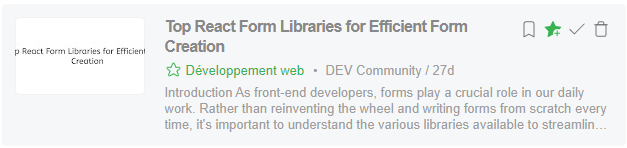 p React Form Libraries for Efficient
Creation
Top React Form Libraries for Efficient Form
Creation
Développement web • DEV Community / 27d
Introduction As front-end developers, forms play a crucial role in our daily
work. Rather than reinventing the wheel and writing forms from scratch every
time, it's important to understand the various libraries available to streamlin...